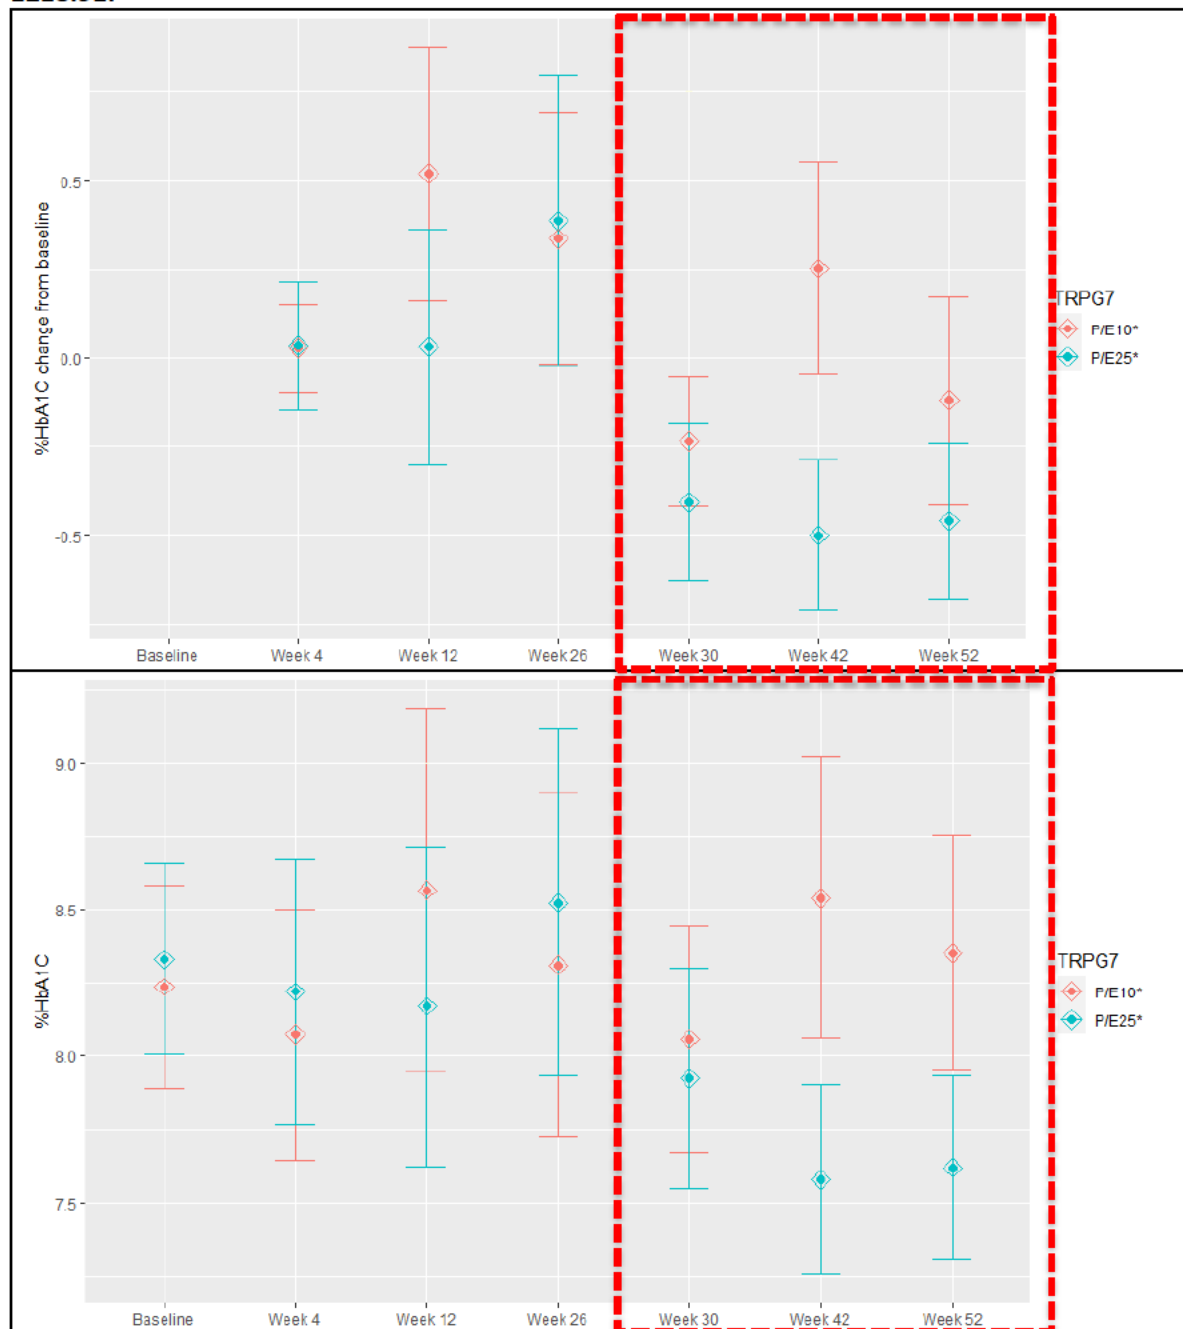 %HbA1C change from baseline
0.5
0.0
-0.5
Baseline Week 4 Week 12 Week 26 Week 30 Week 42 Week 52
TRPG7
P/E10*
P/E25*
%HbA1C
9.0
8.5
8.0
7.5
Baseline Week 4 Week 12 Week 26 Week 30 Week 42 Week 52
TRPG7
P/E10*
P/E25*